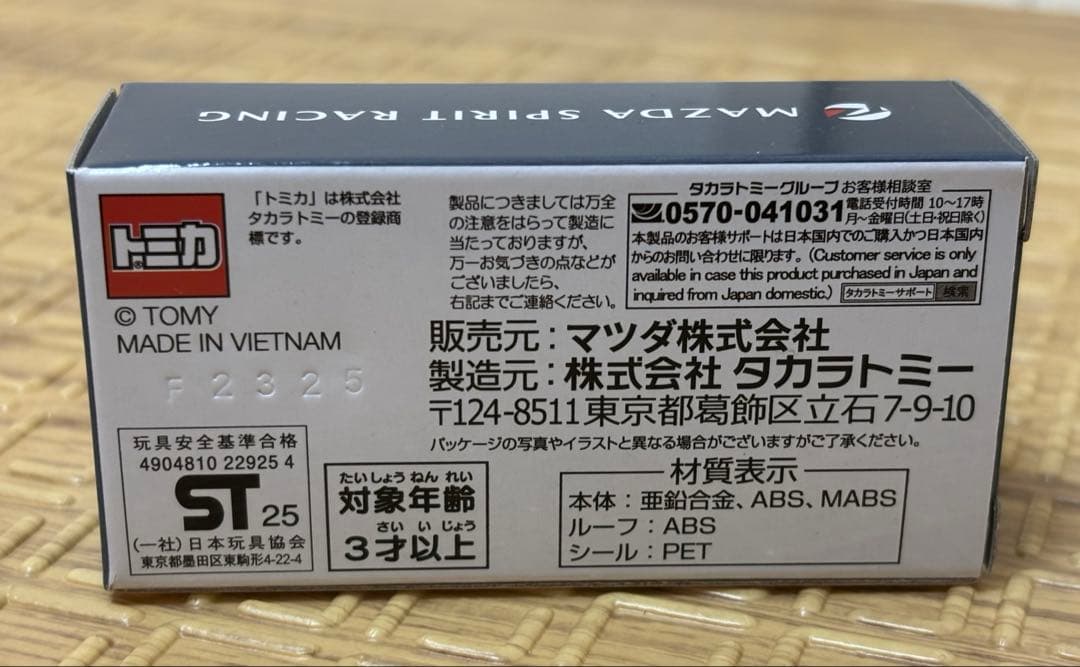 MAZDA SPIRIT RACING
トミカ
®
「トミカ」は株式会社
タカラトミーの登録商
標です。
© TOMY
MADE IN VIETNAM
F2325
製品につきましては万全
の注意をはらって製造に
当たっておりますが、
万一お気づきの点などが
ございましたら、
右記までご連絡ください。
タカラトミーグループ お客様相談室
0570-041031 電話受付時間 10〜17時
月〜金曜日(土日・祝日除く)
本製品のお客様サポートは日本国内でのご購入かつ日本国内
からのお問い合わせに限ります。(Customer service is only
available in case this product purchased in Japan and
inquired from Japan domestic.) タカラトミーサポート 検索
販売元:マツダ株式会社
製造元:株式会社 タカラトミー
〒124-8511 東京都葛飾区立石7-9-10
パッケージの写真やイラストと異なる場合がございますがご了承ください。
玩具安全基準合格
4904810 22925 4
ST 25
(一社)日本玩具協会
東京都墨田区東駒形4-22-4
たいしょう ねん れい
対象年齢
さい い じょう
3才以上
材質表示
本体:亜鉛合金、ABS、MABS
ルーフ:ABS
シール:PET